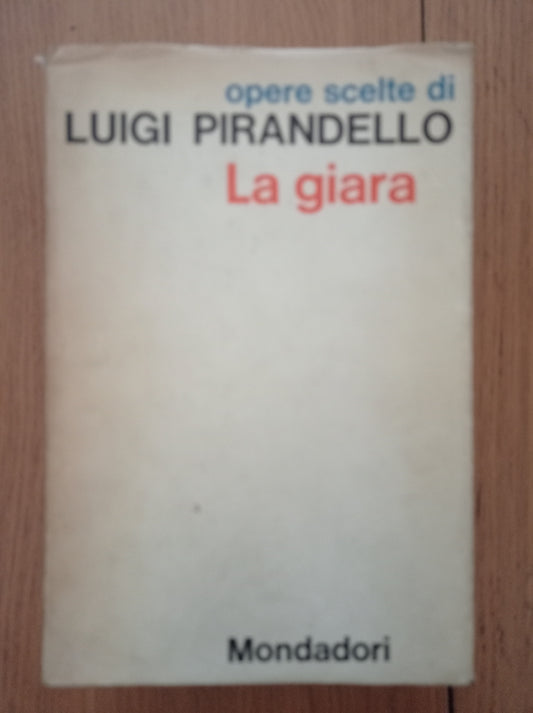 opere scelte di
LUIGI PIRANDELLO
La giara
Mondadori